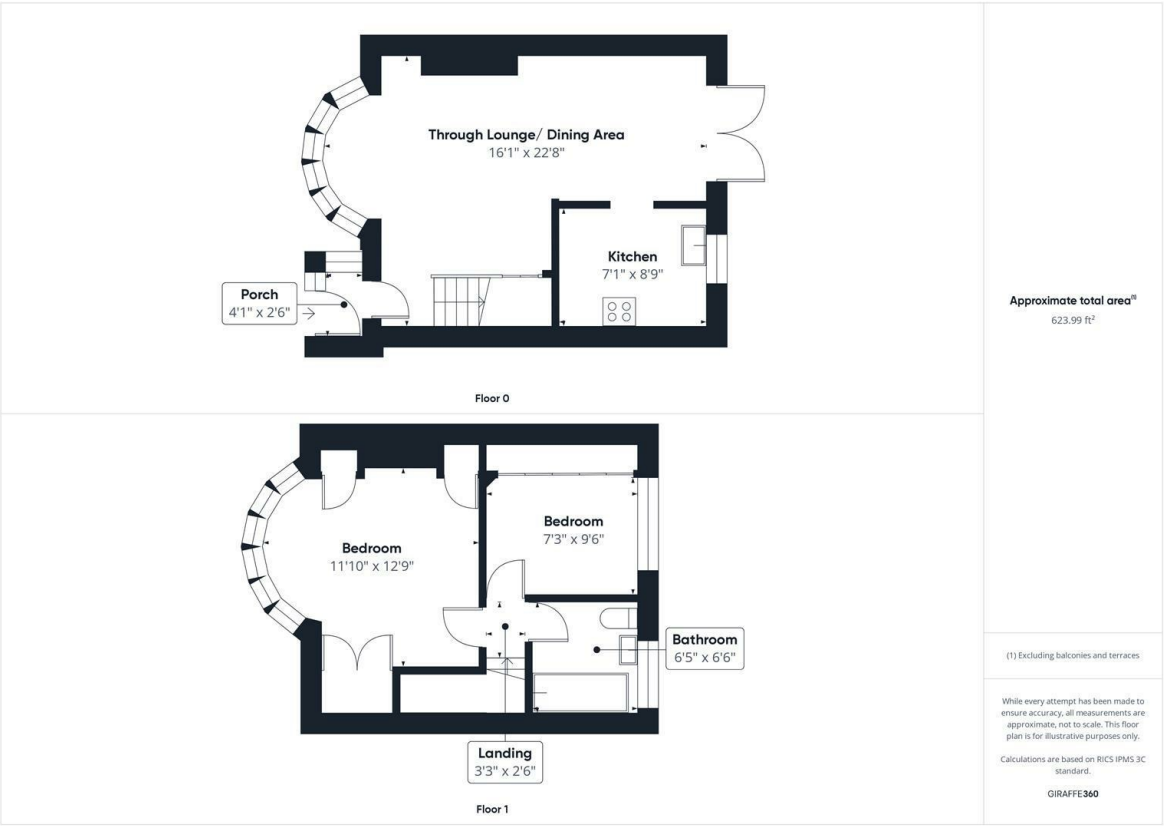 Through Lounge/ Dining Area
16'1" x 22'8"
Kitchen
7'1" x 8'9"
Porch
4'1" x 2'6"
Floor 0
Bedroom
11'10" x 12'9"
Bedroom
7'3" x 9'6"
Bathroom
6'5" x 6'6"
Landing
3'3" x 2'6"
Floor 1
Approximate total area⁽¹⁾
623.99 ft²
(1) Excluding balconies and terraces
While every attempt has been made to
ensure accuracy, all measurements are
approximate, not to scale. This floor
plan is for illustrative purposes only.
Calculations are based on RICS IPMS 3C
standard.
GIRAFFE360